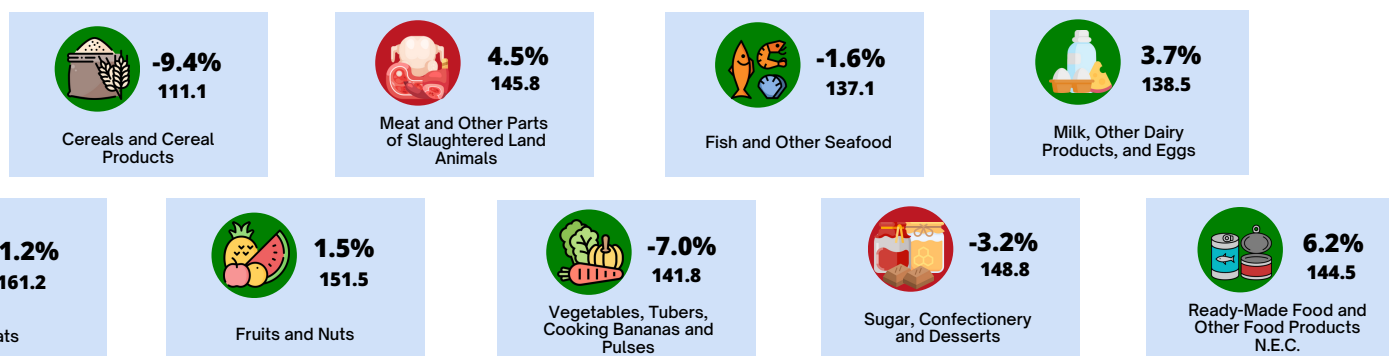 -9.4%
111.1
Cereals and Cereal
Products
4.5%
145.8
Meat and Other Parts
of Slaughtered Land
Animals
-1.6%
137.1
Fish and Other Seafood
3.7%
138.5
Milk, Other Dairy
Products, and Eggs
1.2%
161.2
1.5%
151.5
Fruits and Nuts
-7.0%
141.8
Vegetables, Tubers,
Cooking Bananas and
Pulses
-3.2%
148.8
Sugar, Confectionery
and Desserts
6.2%
144.5
Ready-Made Food and
Other Food Products
N.E.C.